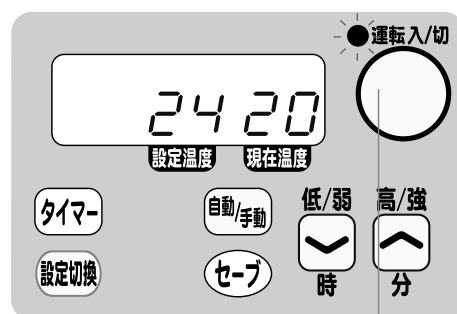 運転入/切
24 20
設定温度 現在温度
タイマー 自動/手動 低/弱 高/強
設定切換 セーブ 時 分